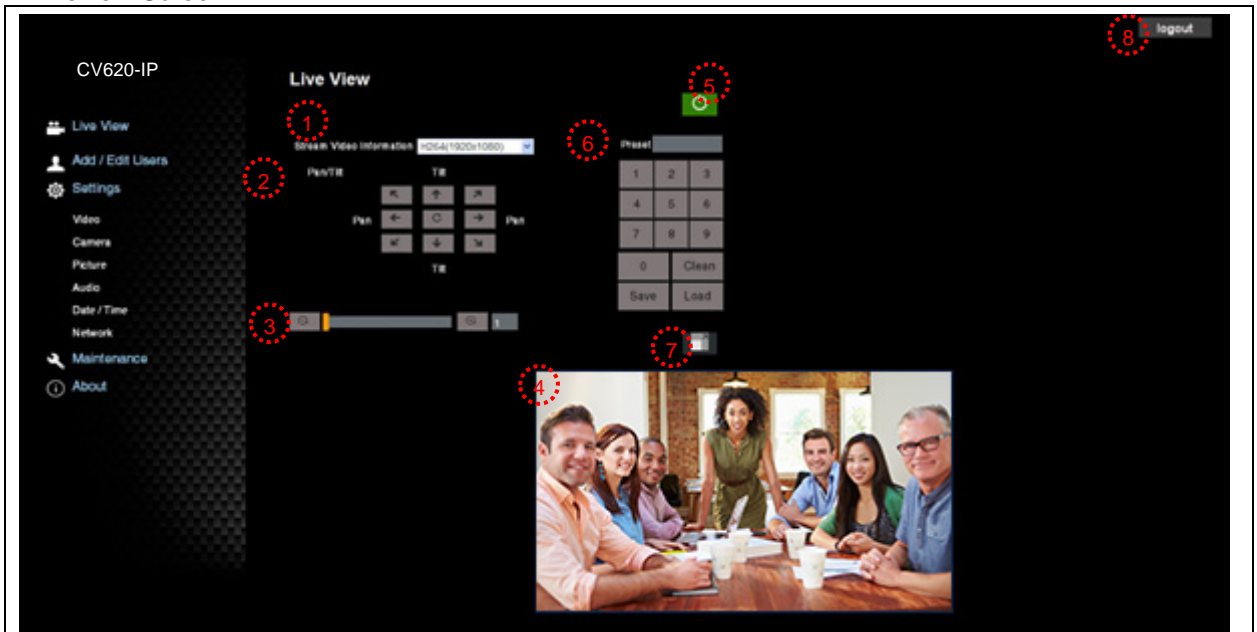 8 logout
CV620-IP
Live View
5
1
Live View
6 Preset
Stream Video Information H264(1920x1080)
Add / Edit Users
2 Pan/Tilt Tilt
1 2 3
Settings
4 5 6
Video
Pan Pan
7 8 9
Camera
Picture
Tilt
0 Clean
Audio
Save Load
Date / Time
3 1
Network
7
Maintenance
4
About